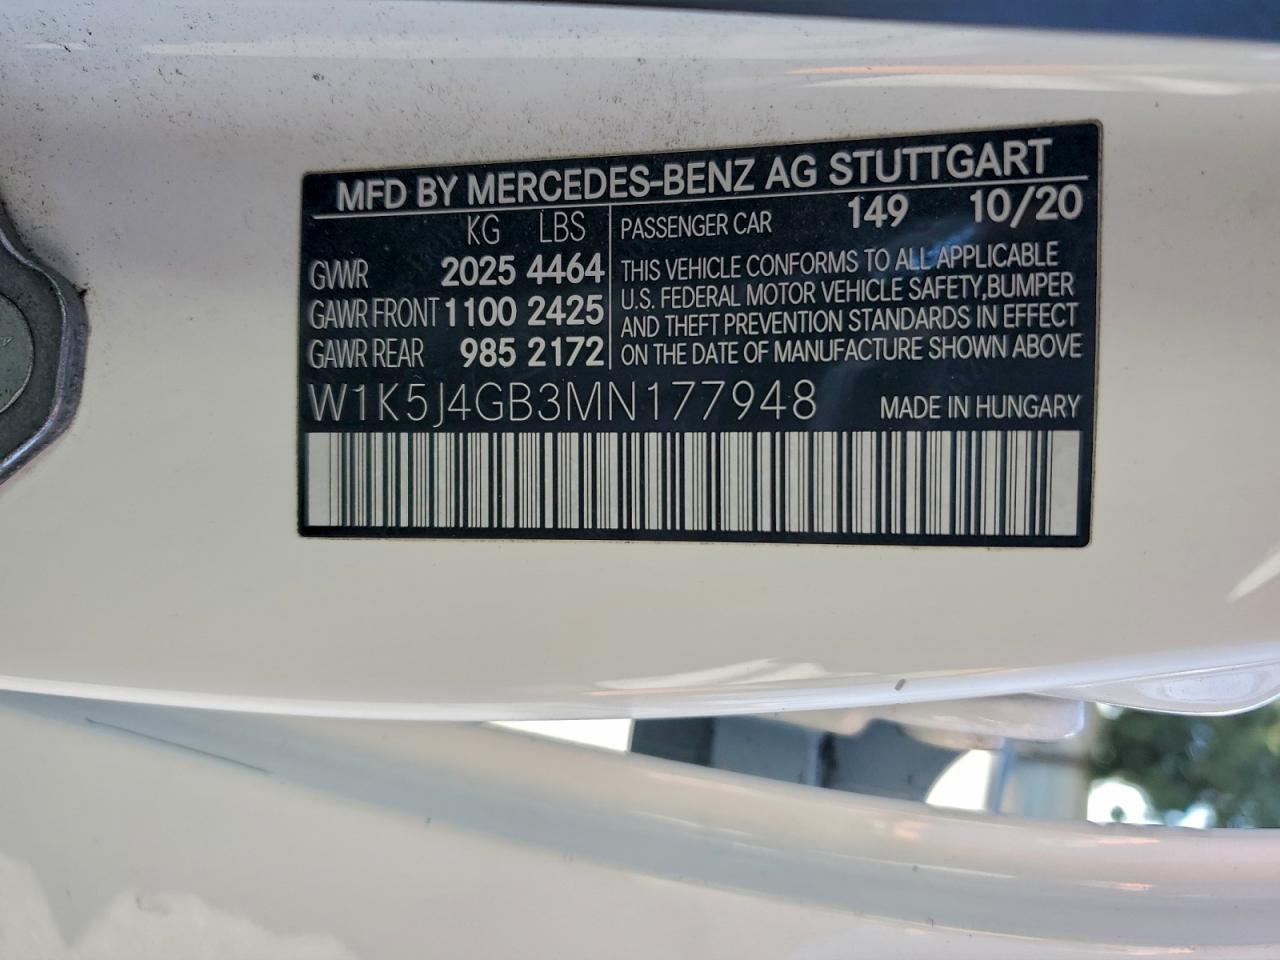 MFD BY MERCEDES-BENZ AG STUTTGART
KG LBS
GVWR 2025 4464
GAWR FRONT 1100 2425
GAWR REAR 985 2172
PASSENGER CAR 149 10/20
THIS VEHICLE CONFORMS TO ALL APPLICABLE
U.S. FEDERAL MOTOR VEHICLE SAFETY,BUMPER
AND THEFT PREVENTION STANDARDS IN EFFECT
ON THE DATE OF MANUFACTURE SHOWN ABOVE
W1K5J4GB3MN177948 MADE IN HUNGARY